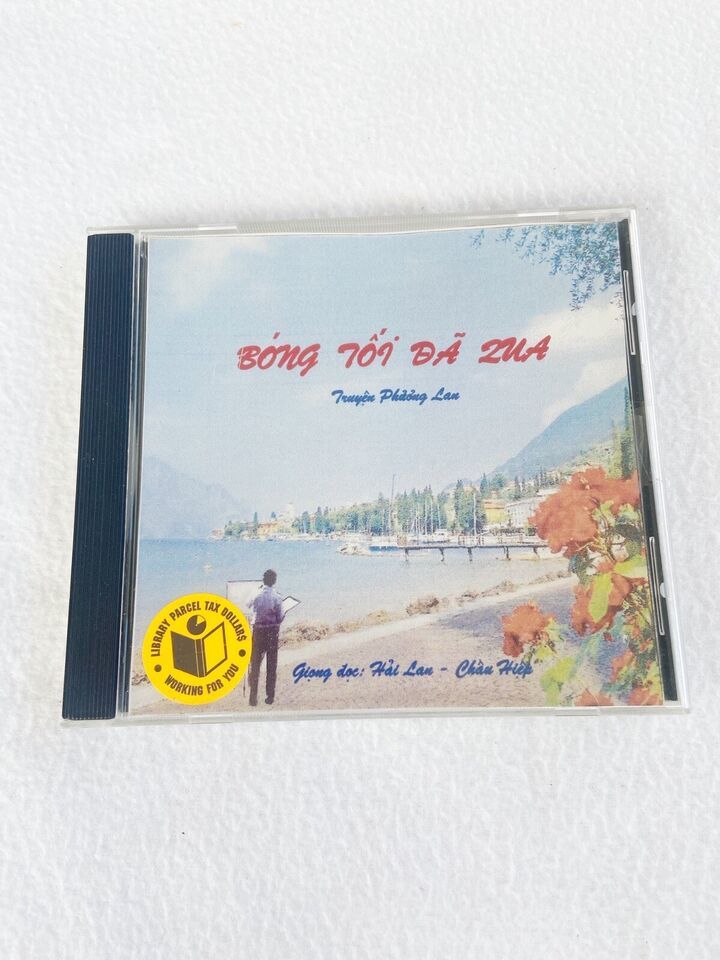 BÓNG TỐI ĐÃ QUA
Truyện Phương Lan
LIBRARY PARCEL TAX DOLLARS
WORKING FOR YOU
Giọng đọc: Hải Lan - Châu Hiệp